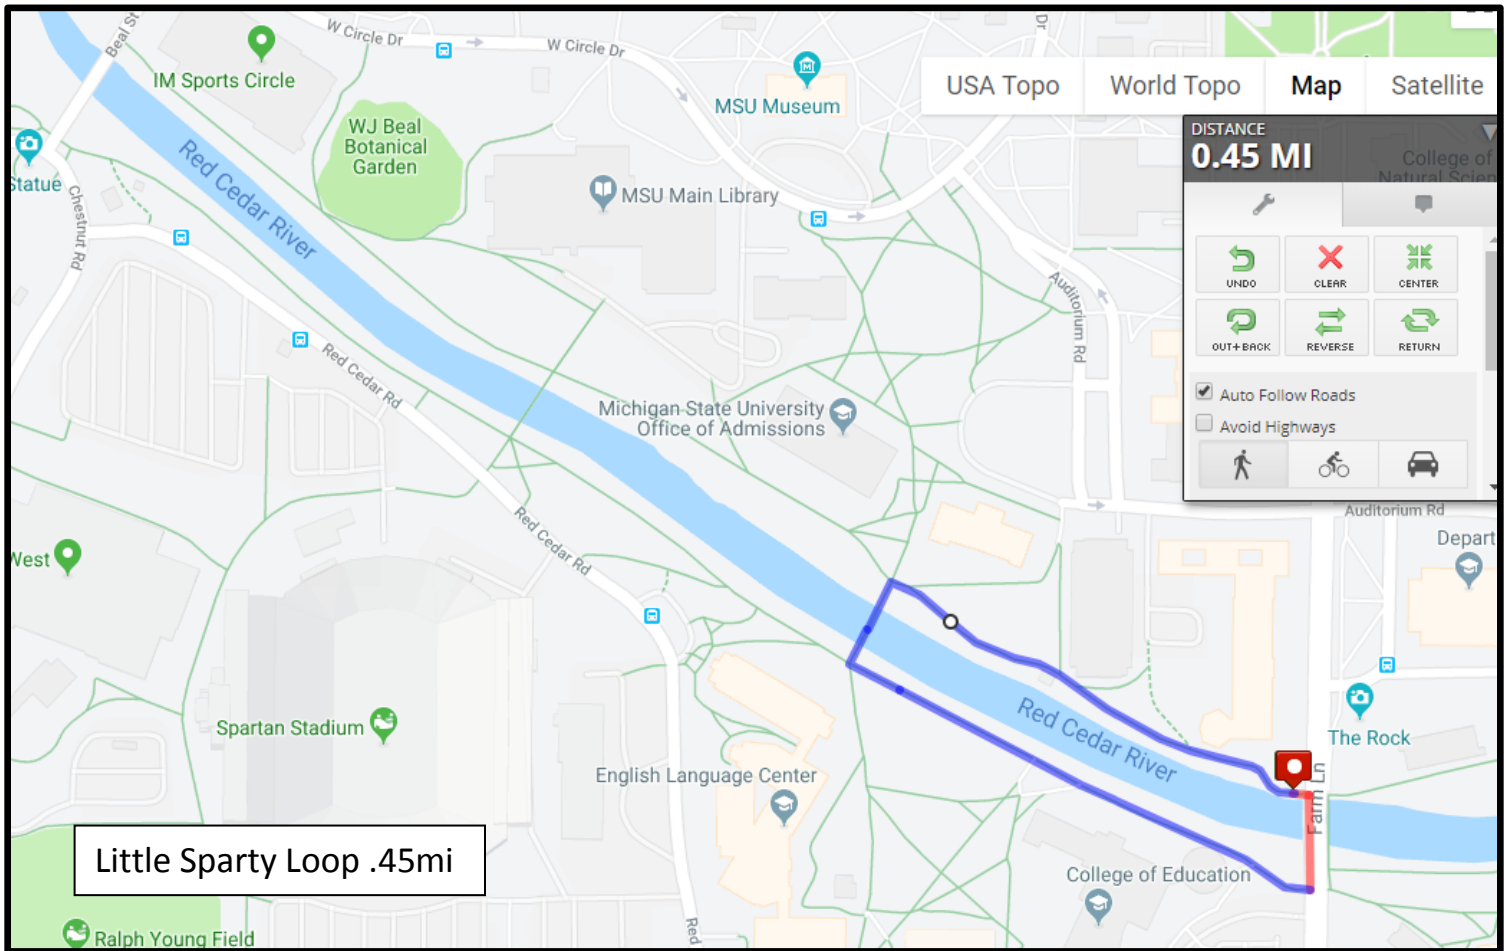 Beal St
W Circle Dr
W Circle Dr
Dr
IM Sports Circle
MSU Museum
USA Topo
World Topo
Map
Satellite
WJ Beal
Botanical
Garden
DISTANCE
0.45 MI
College of
Natural Scien
Statue
Chestnut Rd
Red Cedar River
MSU Main Library
UNDO
CLEAR
CENTER
OUT+BACK
REVERSE
RETURN
Auditorium Rd
Red Cedar Rd
Auto Follow Roads
Avoid Highways
Michigan State University
Office of Admissions
Red Cedar Rd
Auditorium Rd
Depart
West
Red Cedar River
The Rock
Spartan Stadium
Farm Ln
English Language Center
Little Sparty Loop .45mi
College of Education
Red
Ralph Young Field